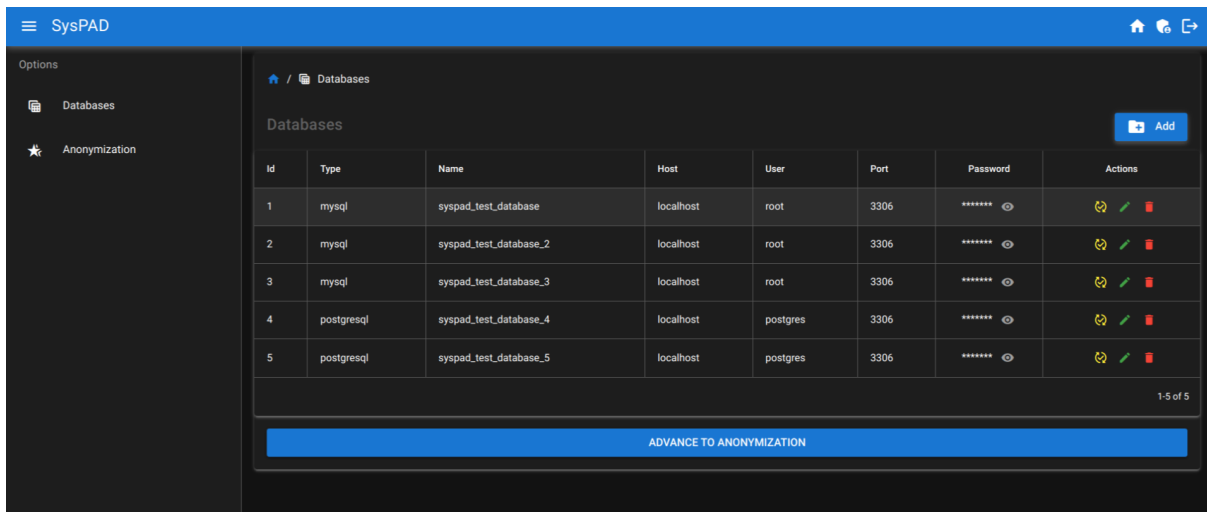 SysPAD
Options
Databases
Anonymization
/ Databases
Databases
Add
Id Type Name Host User Port Password Actions
1 mysql syspad_test_database localhost root 3306 *******
2 mysql syspad_test_database_2 localhost root 3306 *******
3 mysql syspad_test_database_3 localhost root 3306 *******
4 postgresql syspad_test_database_4 localhost postgres 3306 *******
5 postgresql syspad_test_database_5 localhost postgres 3306 *******
1-5 of 5
ADVANCE TO ANONYMIZATION